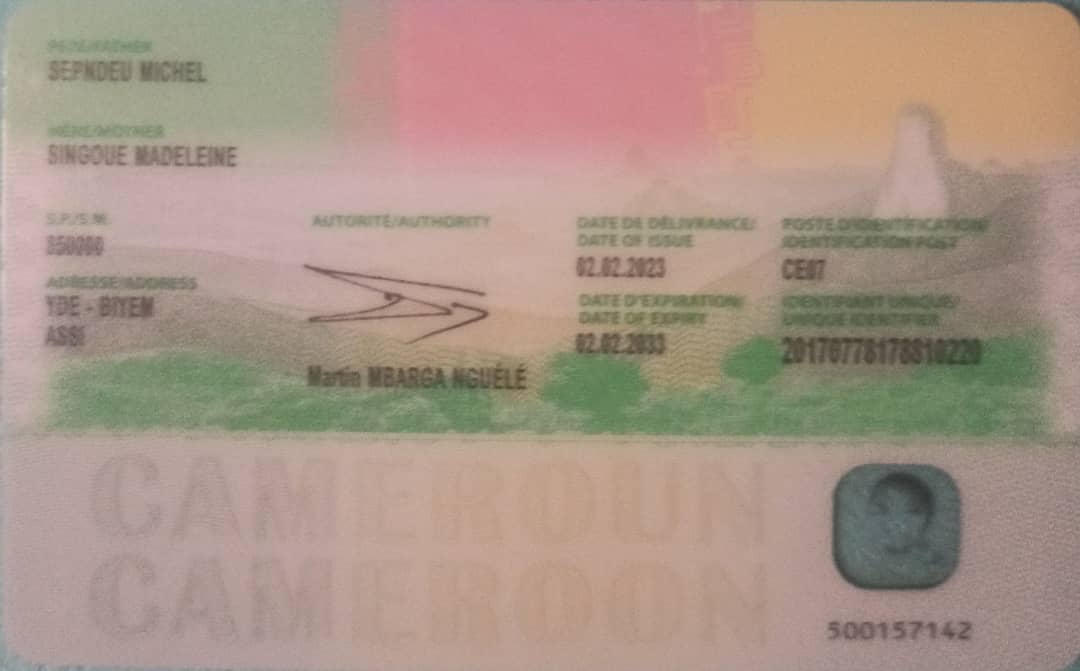 PÈRE/FATHER
SEPNDEU MICHEL
MÈRE/MOTHER
SINGOUE MADELEINE
S.P./S.M.
AUTORITÉ/AUTHORITY
DATE DE DÉLIVRANCE/
DATE OF ISSUE
02.02.2023
POSTE D'IDENTIFICATION/
IDENTIFICATION POST
CE07
ADRESSE/ADDRESS
YDE - BIYEM
ASSI
DATE D'EXPIRATION/
DATE OF EXPIRY
02.02.2033
IDENTIFIANT UNIQUE/
UNIQUE IDENTIFIER
Martin MBARGA NGUÉLÉ
CAMEROUN
CAMEROON
500157142